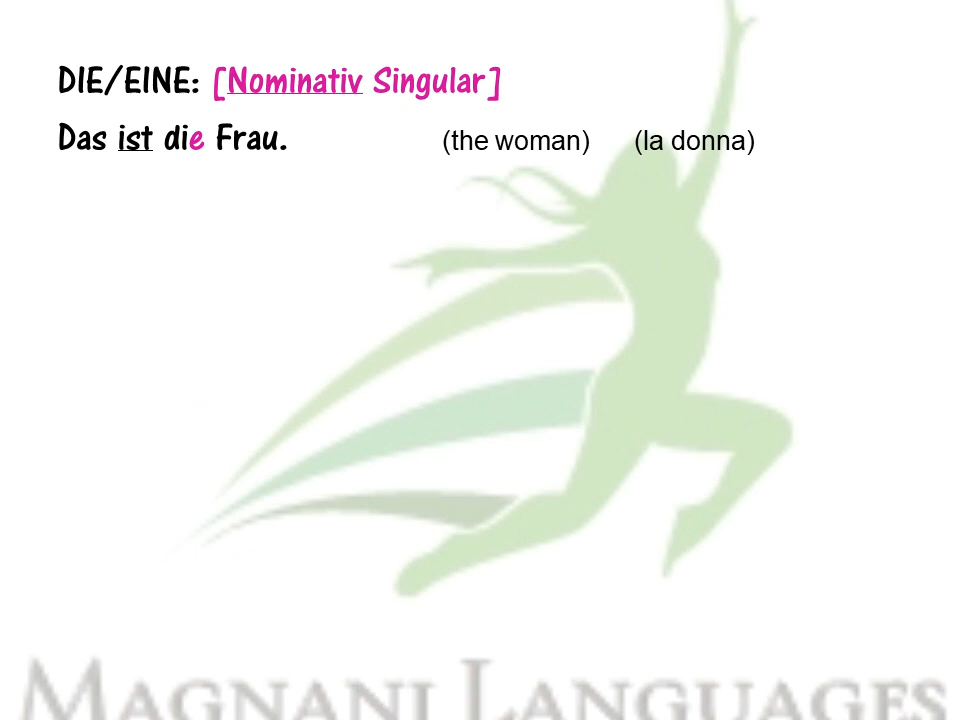 DIE/EINE: [Nominativ Singular]
Das ist die Frau. (the woman) (la donna)
MAGNANI LANGUAGES